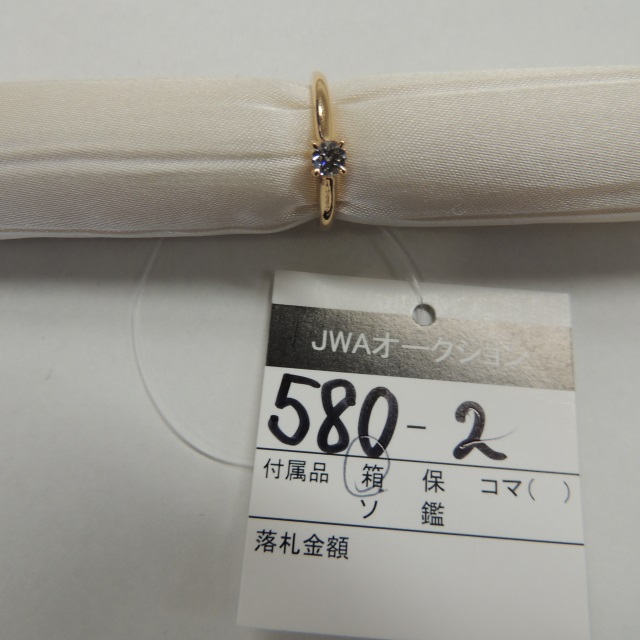 JWAオークション
580-2
付属品 箱 保 コマ( )
ソ 鑑
落札金額